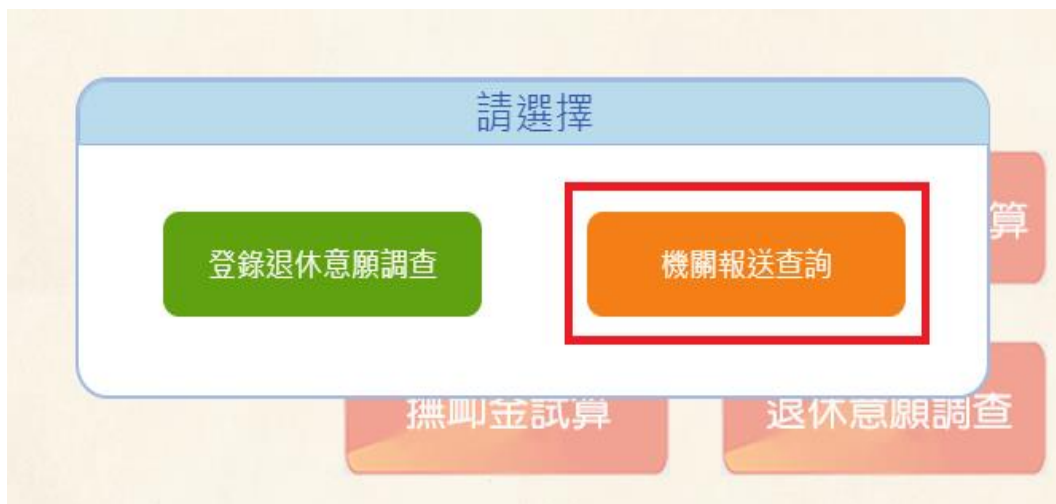 請選擇
登錄退休意願調查
機關報送查詢
算
撫卹金試算
退休意願調查